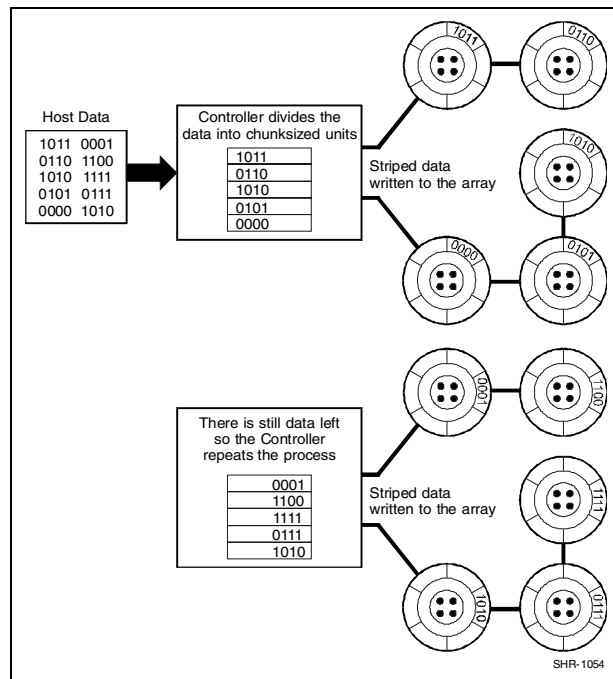 Host Data
1011 0001
0110 1100
1010 1111
0101 0111
0000 1010
Controller divides the
data into chunksized units
1011
0110
1010
0101
0000
Striped data
written to the array
1011
0110
1010
0101
0000
There is still data left
so the Controller
repeats the process
0001
1100
1111
0111
1010
Striped data
written to the array
0001
1100
1111
0111
1010
SHR-1054